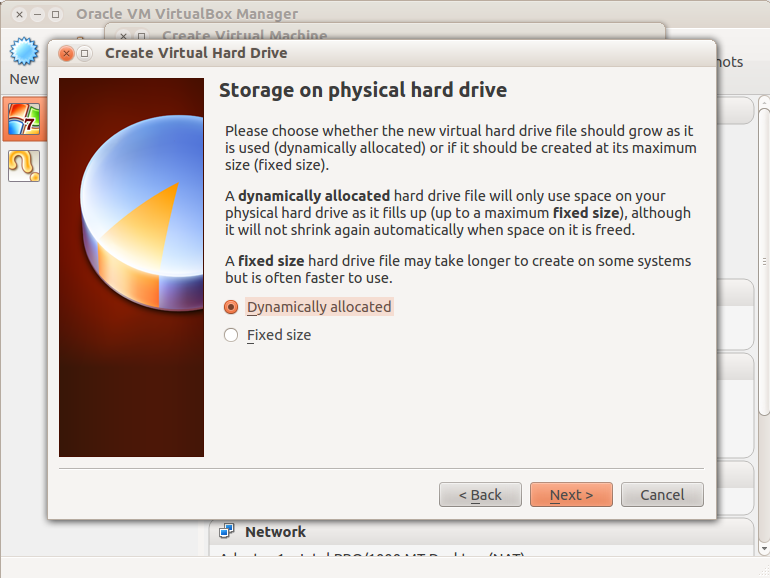 Oracle VM VirtualBox Manager
Create Virtual Machine
Create Virtual Hard Drive
New
Storage on physical hard drive
Please choose whether the new virtual hard drive file should grow as it
is used (dynamically allocated) or if it should be created at its maximum
size (fixed size).
A dynamically allocated hard drive file will only use space on your
physical hard drive as it fills up (up to a maximum fixed size), although
it will not shrink again automatically when space on it is freed.
A fixed size hard drive file may take longer to create on some systems
but is often faster to use.
Dynamically allocated
Fixed size
< Back
Next >
Cancel
Network